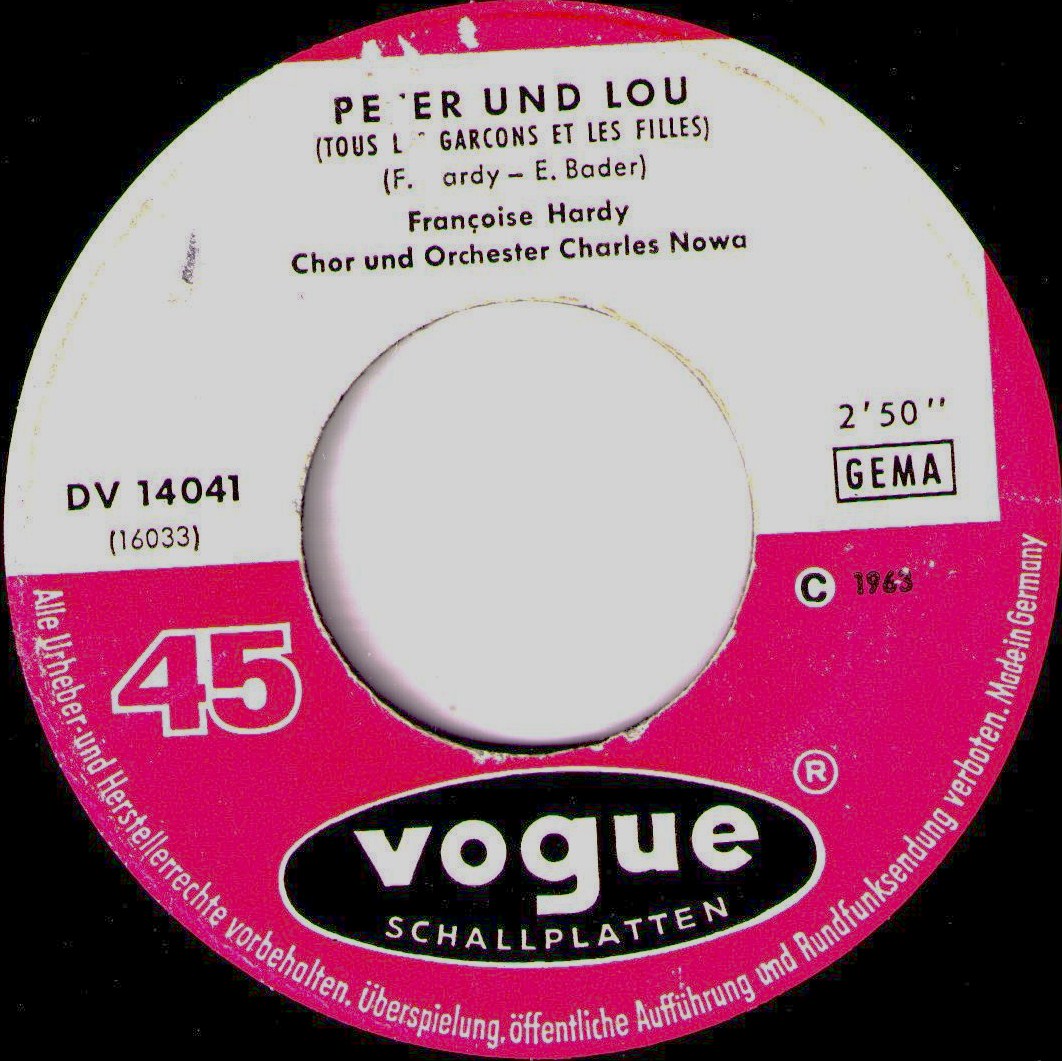 PE ER UND LOU
(TOUS L GARCONS ET LES FILLES)
(F. ardy – E. Bader)
Françoise Hardy
Chor und Orchester Charles Nowa
2'50''
GEMA
DV 14041
(16033)
C 1963
45
R
vogue
SCHALLPLATTEN
Alle Urheber- und Herstellerrechte vorbehalten. Überspielung, öffentliche Aufführung und Rundfunksendung verboten. Made in Germany